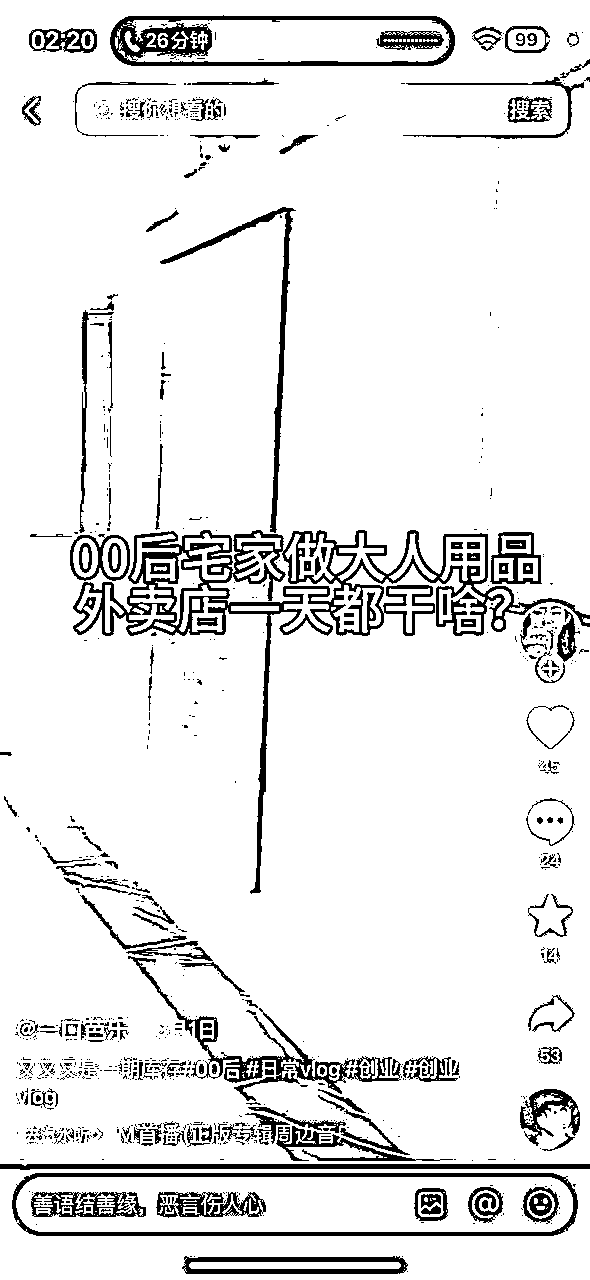 02:20
26分钟
99
搜你想看的
搜索
00后宅家做大人用品
外卖店一天都干啥?
45
24
14
53
@一口芭乐
1日
又又又是一期库存#00后 #日常vlog #创业 #创业
vlog
M首播(正版专辑周边音
善语结善缘，恶言伤人心